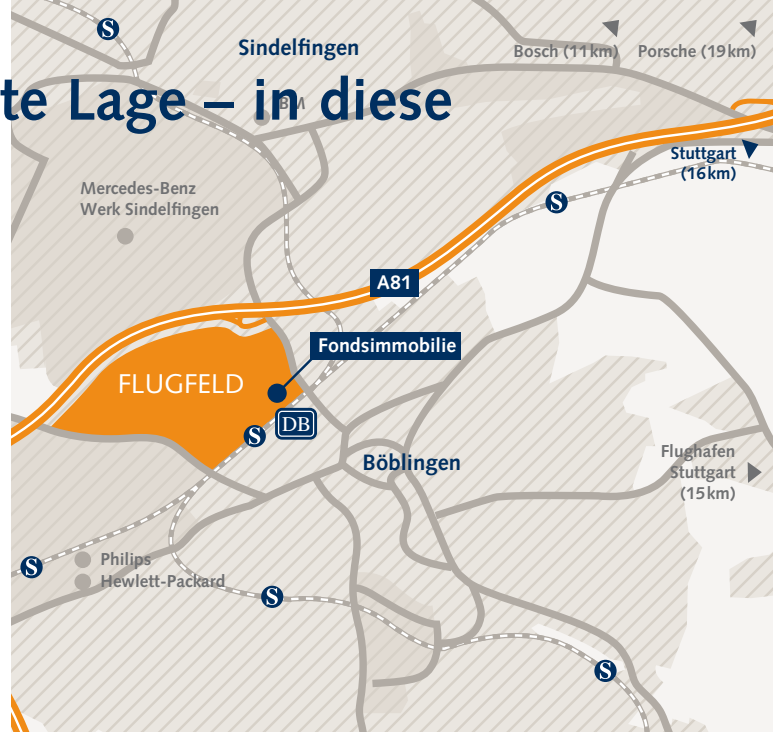 S
Sindelfingen
Bosch (11 km)
Porsche (19 km)
te Lage – in diese
Stuttgart
(16 km)
Mercedes-Benz
Werk Sindelfingen
S
A81
Fondsimmobilie
FLUGFELD
DB
S
Böblingen
Flughafen
Stuttgart
(15 km)
Philips
Hewlett-Packard
S
S
S